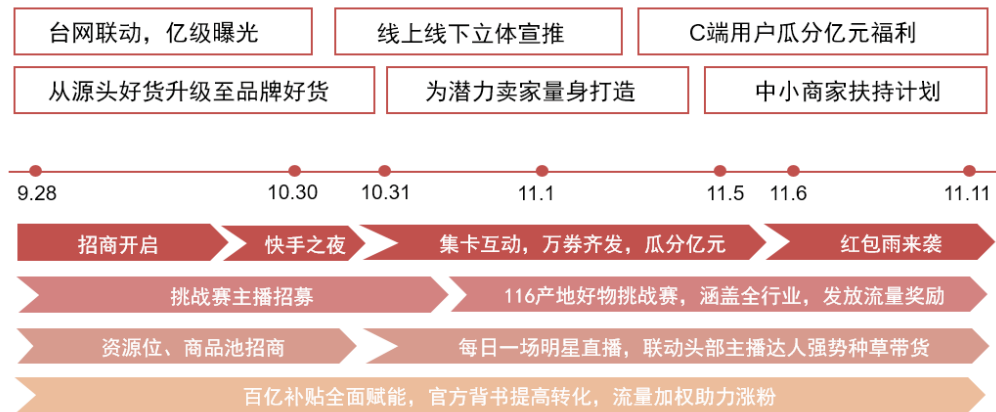 台网联动，亿级曝光
线上线下立体宣推
C端用户瓜分亿元福利
从源头好货升级至品牌好货
为潜力卖家量身打造
中小商家扶持计划
9.28
10.30
10.31
11.1
11.5
11.6
11.11
招商开启
快手之夜
集卡互动，万券齐发，瓜分亿元
红包雨来袭
挑战赛主播招募
116产地好物挑战赛，涵盖全行业，发放流量奖励
资源位、商品池招商
每日一场明星直播，联动头部主播达人强势种草带货
百亿补贴全面赋能，官方背书提高转化，流量加权助力涨粉